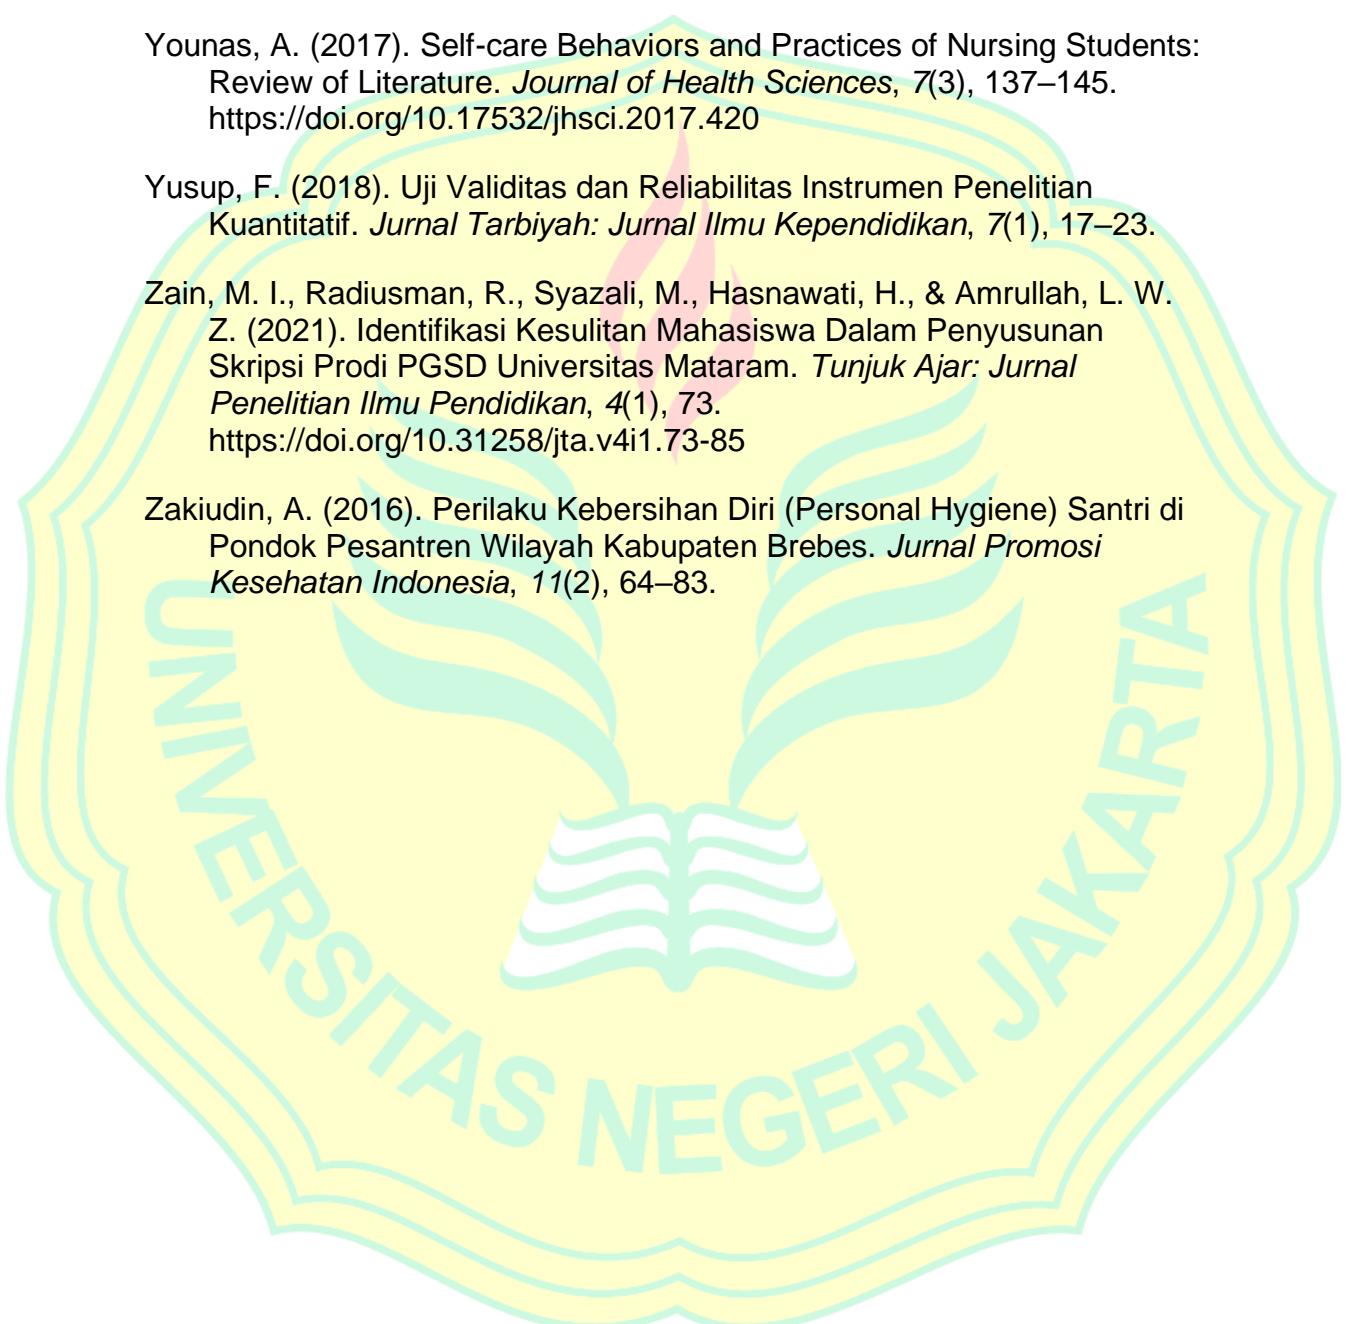 Younas, A. (2017). Self-care Behaviors and Practices of Nursing Students:
Review of Literature. Journal of Health Sciences, 7(3), 137–145.
https://doi.org/10.17532/jhsci.2017.420
Yusup, F. (2018). Uji Validitas dan Reliabilitas Instrumen Penelitian
Kuantitatif. Jurnal Tarbiyah: Jurnal Ilmu Kependidikan, 7(1), 17–23.
Zain, M. I., Radiusman, R., Syazali, M., Hasnawati, H., & Amrullah, L. W.
Z. (2021). Identifikasi Kesulitan Mahasiswa Dalam Penyusunan
Skripsi Prodi PGSD Universitas Mataram. Tunjuk Ajar: Jurnal
Penelitian Ilmu Pendidikan, 4(1), 73.
https://doi.org/10.31258/jta.v4i1.73-85
Zakiudin, A. (2016). Perilaku Kebersihan Diri (Personal Hygiene) Santri di
Pondok Pesantren Wilayah Kabupaten Brebes. Jurnal Promosi
Kesehatan Indonesia, 11(2), 64–83.
UNIVERSITAS NEGERI JAKARTA